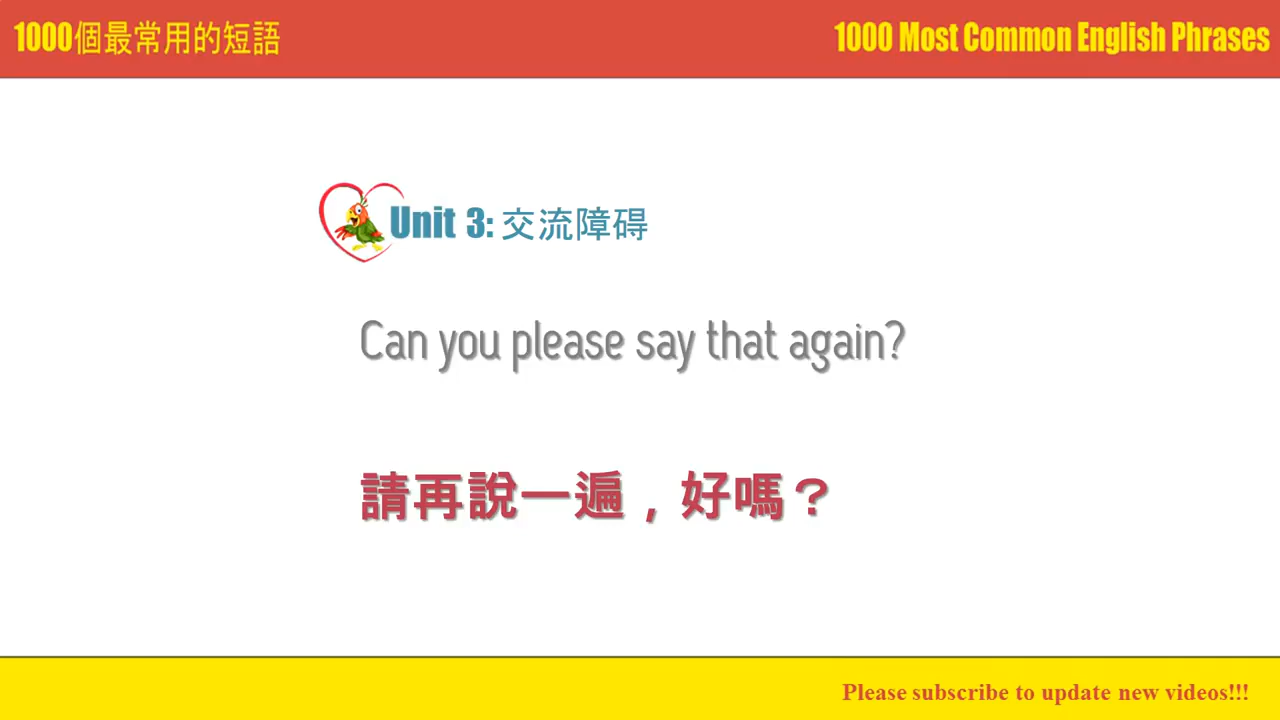 1000個最常用的短語
1000 Most Common English Phrases
Unit 3: 交流障碍
Can you please say that again?
請再說一遍，好嗎？
Please subscribe to update new videos!!!